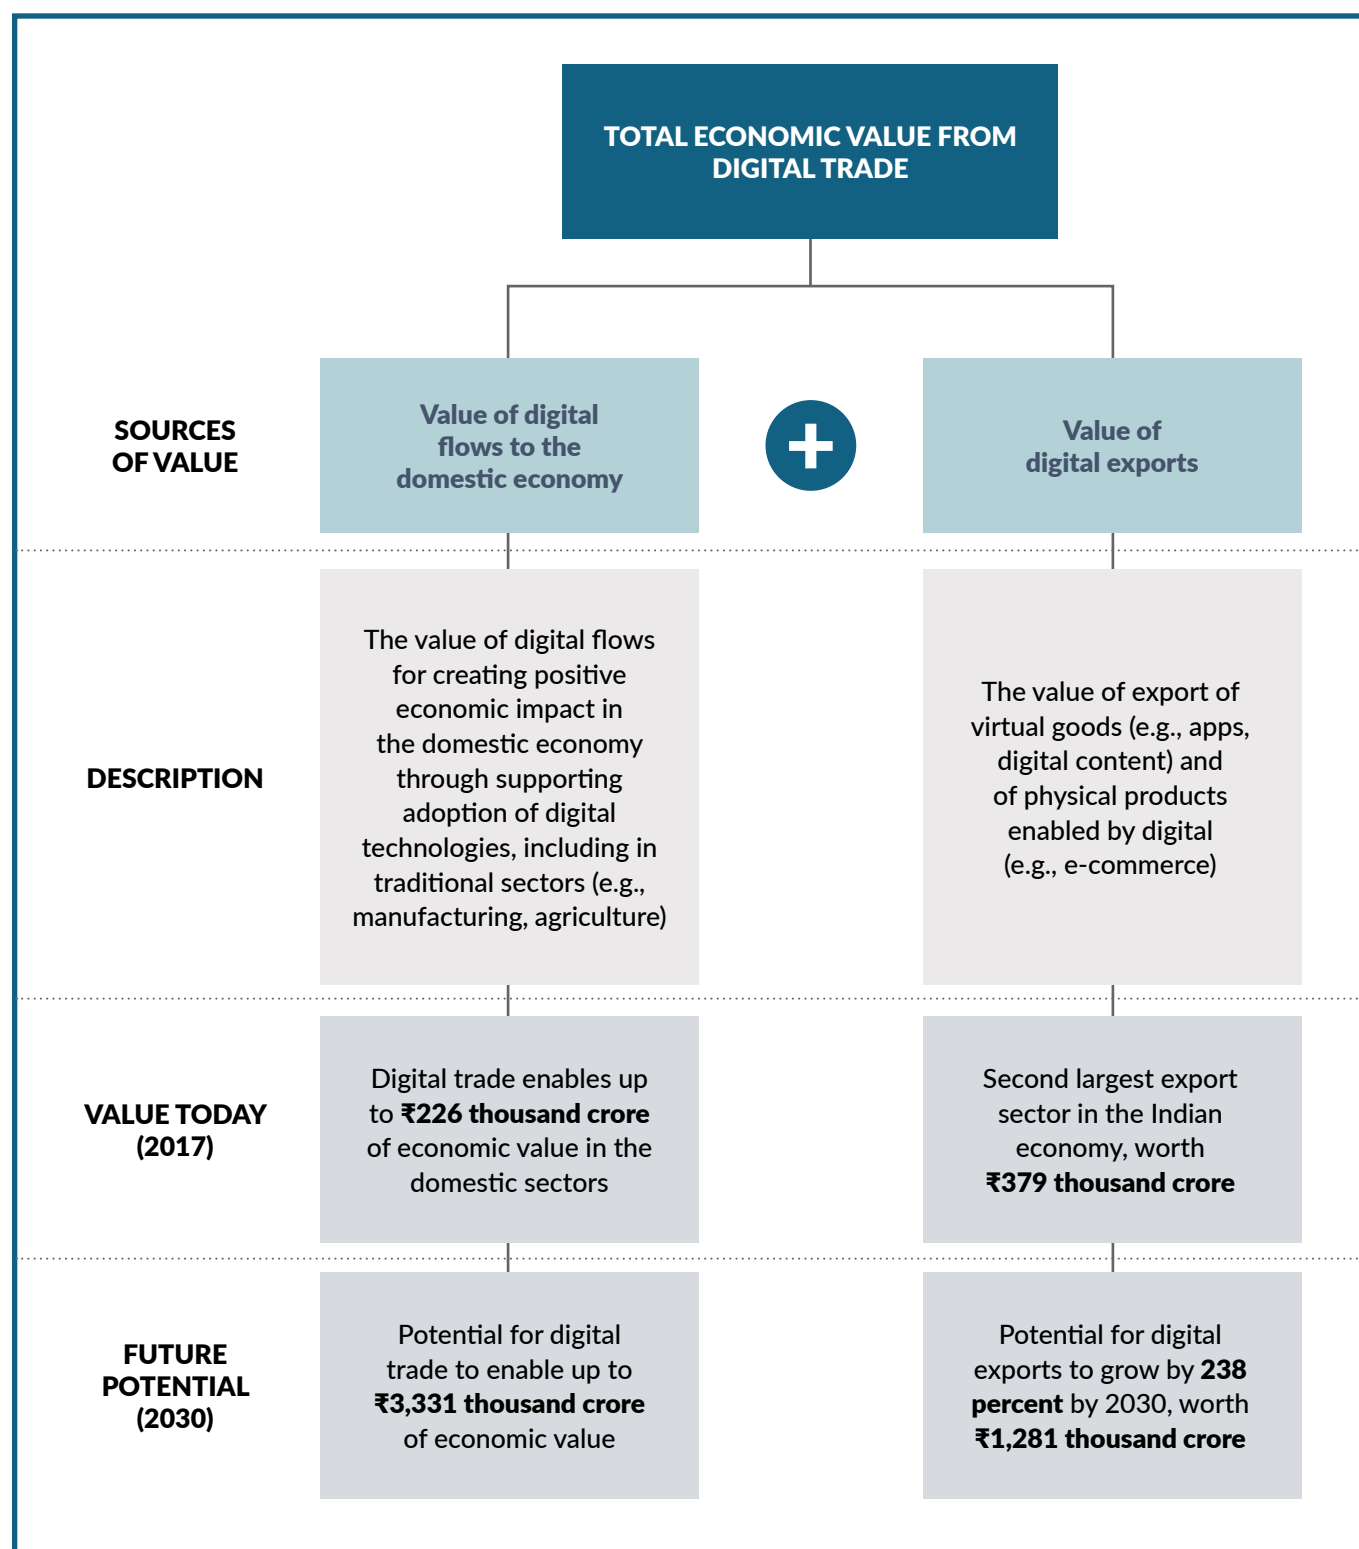 TOTAL ECONOMIC VALUE FROM
DIGITAL TRADE
SOURCES
OF VALUE
Value of digital
flows to the
domestic economy
+
Value of
digital exports
DESCRIPTION
The value of digital flows
for creating positive
economic impact in
the domestic economy
through supporting
adoption of digital
technologies, including in
traditional sectors (e.g.,
manufacturing, agriculture)
The value of export of
virtual goods (e.g., apps,
digital content) and
of physical products
enabled by digital
(e.g., e-commerce)
VALUE TODAY
(2017)
Digital trade enables up
to ₹226 thousand crore
of economic value in the
domestic sectors
Second largest export
sector in the Indian
economy, worth
₹379 thousand crore
FUTURE
POTENTIAL
(2030)
Potential for digital
trade to enable up to
₹3,331 thousand crore
of economic value
Potential for digital
exports to grow by 238
percent by 2030, worth
₹1,281 thousand crore